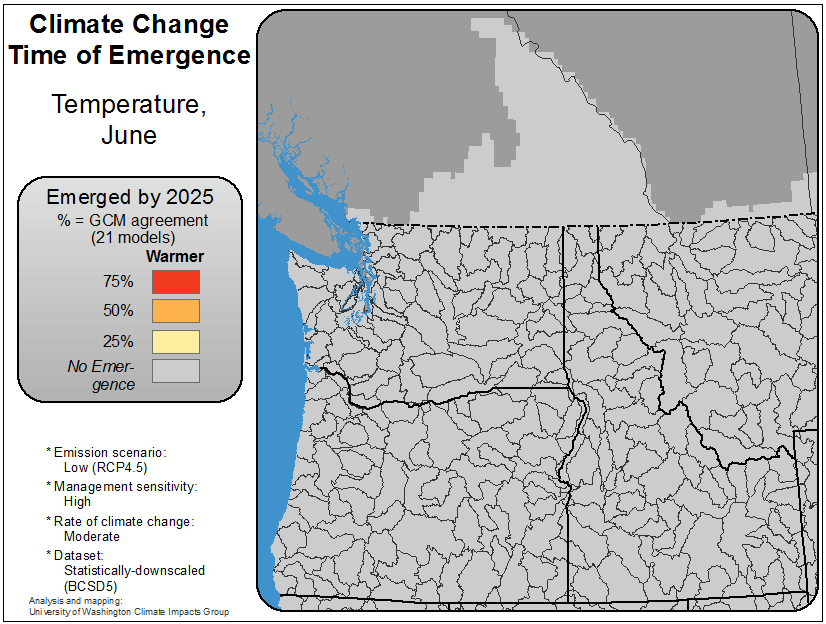 Climate Change
Time of Emergence
Temperature,
June
Emerged by 2025
% = GCM agreement
(21 models)
Warmer
75%
50%
25%
No Emer-
gence
* Emission scenario:
Low (RCP4.5)
* Management sensitivity:
High
* Rate of climate change:
Moderate
* Dataset:
Statistically-downscaled
(BCSD5)
Analysis and mapping:
University of Washington Climate Impacts Group